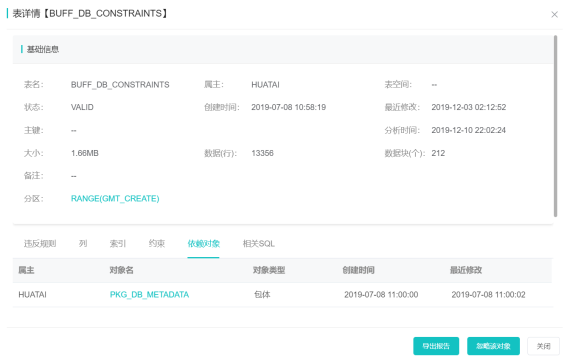 表详情【BUFF_DB_CONSTRAINTS】
基础信息
表名： BUFF_DB_CONSTRAINTS 属主： HUATAI 表空间： --
状态： VALID 创建时间： 2019-07-08 10:58:19 最近修改： 2019-12-03 02:12:52
主键： -- 分析时间： 2019-12-10 22:02:24
大小： 1.66MB 数据(行)： 13356 数据块(个)： 212
备注： --
分区： RANGE(GMT_CREATE)
违反规则 列 索引 约束 依赖对象 相关SQL
属主 对象名 对象类型 创建时间 最近修改
HUATAI PKG_DB_METADATA 包体 2019-07-08 11:00:00 2019-07-08 11:00:02
导出报告 忽略该对象 关闭